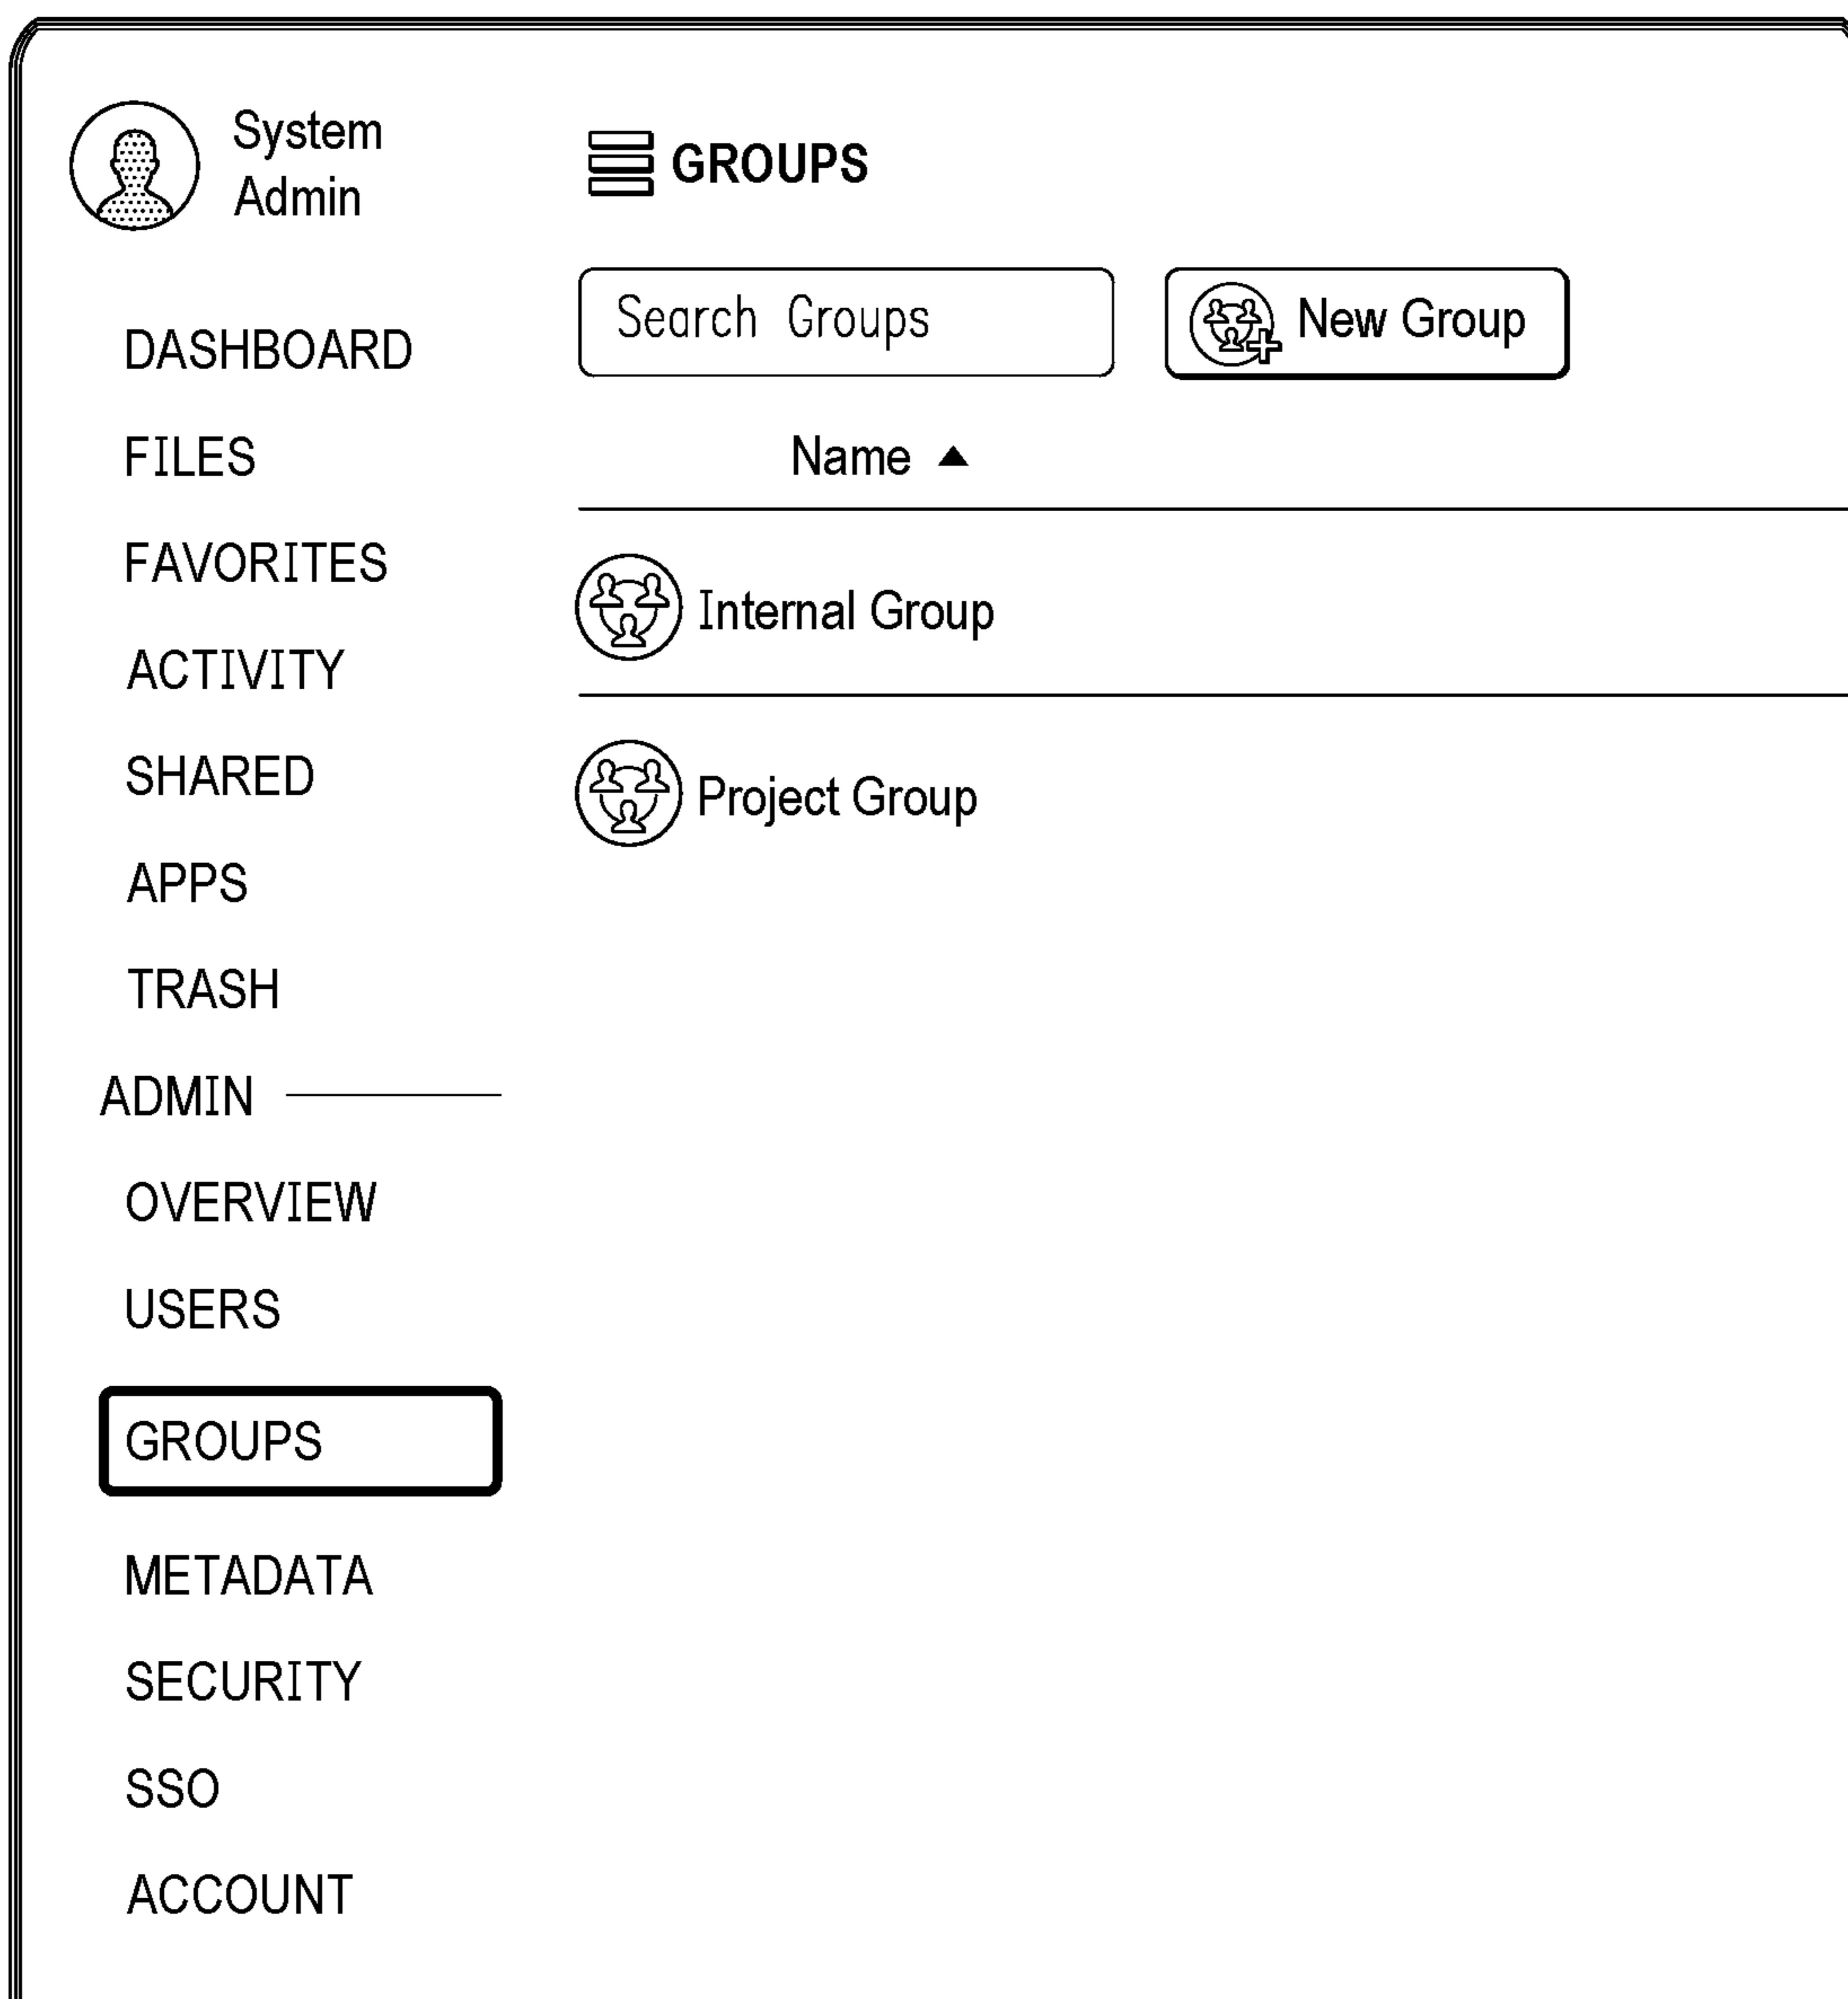 System
Admin
DASHBOARD
FILES
FAVORITES
ACTIVITY
SHARED
APPS
TRASH
ADMIN
OVERVIEW
USERS
GROUPS
METADATA
SECURITY
SSO
ACCOUNT
GROUPS
Search Groups
New Group
Name ▲
Internal Group
Project Group